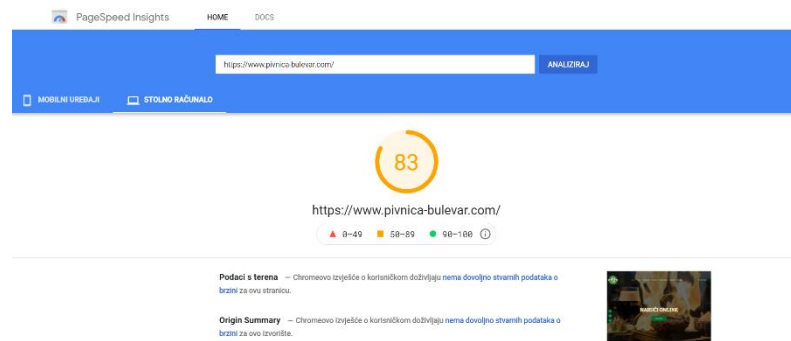 PageSpeed Insights HOME DOCS
https://www.pivnica-bulevar.com/ ANALIZIRAJ
MOBILNI UREĐAJI STOLNO RAČUNALO
83
https://www.pivnica-bulevar.com/
0–49 50–89 90–100
Podaci s terena — Chromeovo izvješće o korisničkom doživljaju nema dovoljno stvarnih podataka o
brzini za ovu stranicu.
NARUČI ONLINE
Origin Summary — Chromeovo izvješće o korisničkom doživljaju nema dovoljno stvarnih podataka o
brzini za ovo izvorište.